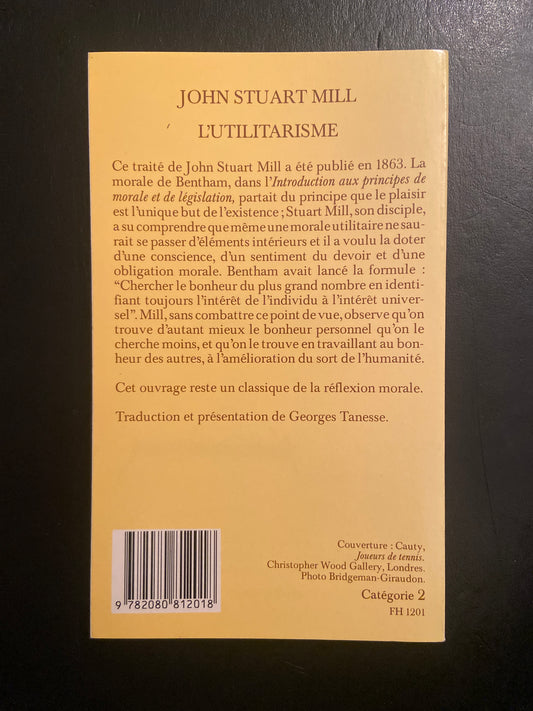 JOHN STUART MILL
L'UTILITARISME
Ce traité de John Stuart Mill a été publié en 1863. La
morale de Bentham, dans l'Introduction aux principes de
morale et de législation, partait du principe que le plaisir
est l'unique but de l'existence ; Stuart Mill, son disciple,
a su comprendre que même une morale utilitaire ne sau-
rait se passer d'éléments intérieurs et il a voulu la doter
d'une conscience, d'un sentiment du devoir et d'une
obligation morale. Bentham avait lancé la formule :
“Chercher le bonheur du plus grand nombre en identi-
fiant toujours l'intérêt de l'individu à l'intérêt univer-
sel”. Mill, sans combattre ce point de vue, observe qu'on
trouve d'autant mieux le bonheur personnel qu'on le
cherche moins, et qu'on le trouve en travaillant au bon-
heur des autres, à l'amélioration du sort de l'humanité.
Cet ouvrage reste un classique de la réflexion morale.
Traduction et présentation de Georges Tanesse.
Couverture : Cauty,
Joueurs de tennis.
Christopher Wood Gallery, Londres.
Photo Bridgeman-Giraudon.
Catégorie 2
FH 1201
9 782080 812018